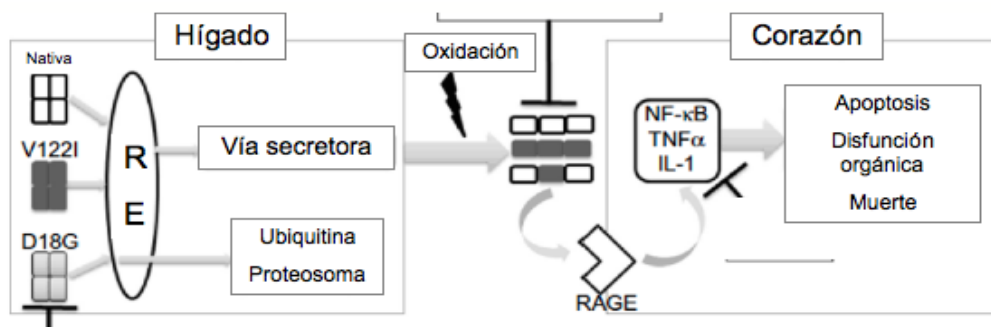 Hígado
Nativa
V122I
D18G
R
E
Vía secretora
Ubiquitina
Proteosoma
Oxidación
RAGE
Corazón
NF-κB
TNFα
IL-1
Apoptosis
Disfunción
orgánica
Muerte